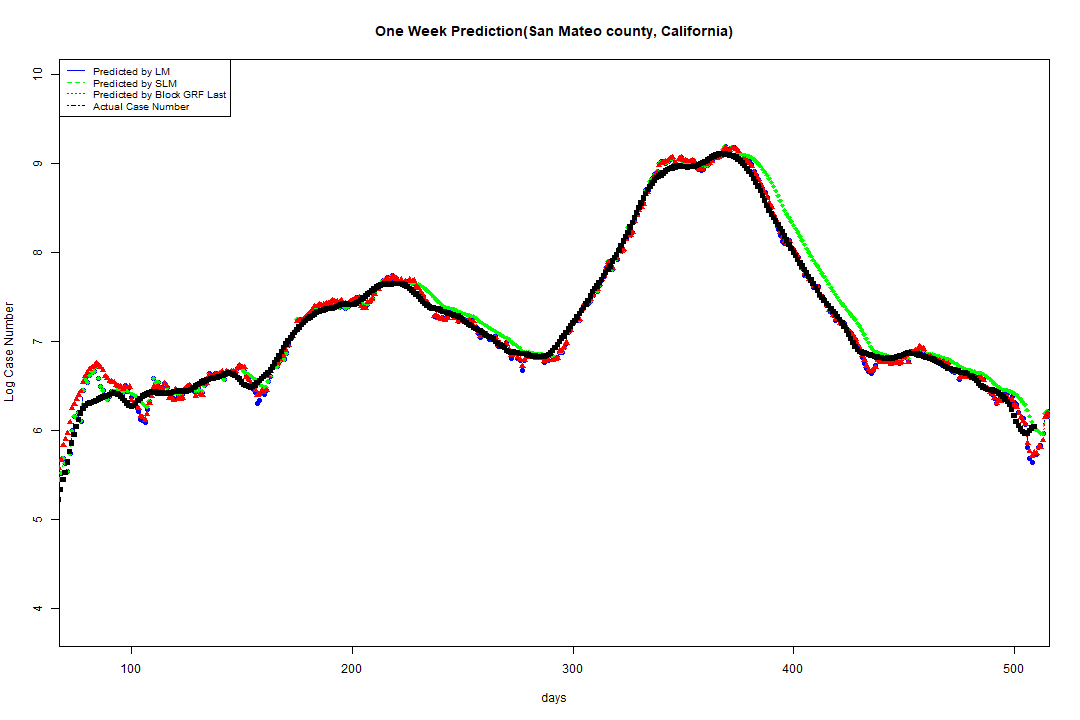 One Week Prediction(San Mateo county, California)
Predicted by LM
Predicted by SLM
Predicted by Block GRF Last
Actual Case Number
10
9
8
7
6
5
4
Log Case Number
100 200 300 400 500
days